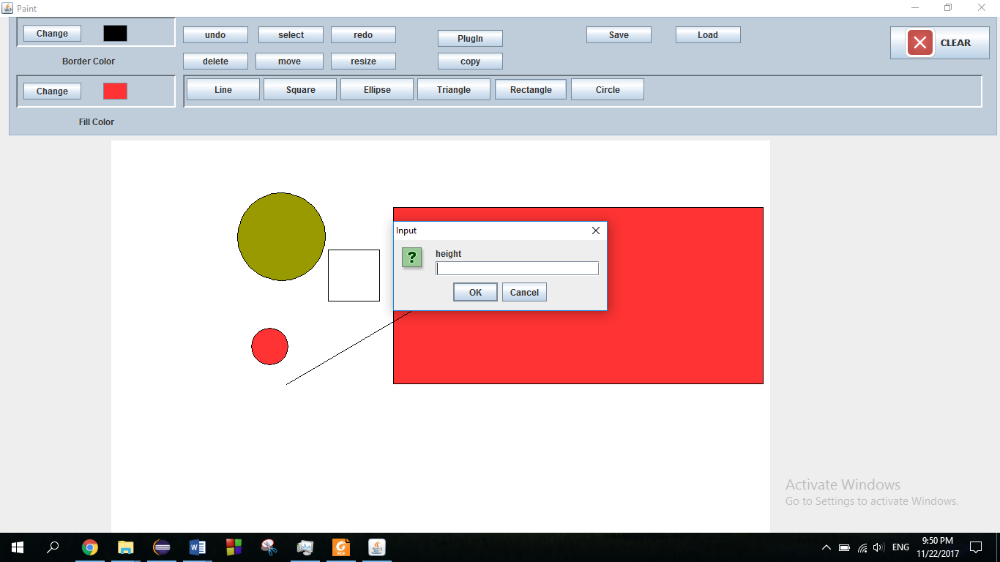 Paint
Change
undo
select
redo
PlugIn
Save
Load
CLEAR
Border Color
delete
move
resize
copy
Change
Line
Square
Ellipse
Triangle
Rectangle
Circle
Fill Color
Input
?
height
OK
Cancel
Activate Windows
Go to Settings to activate Windows.
W
PDF
ENG
9:50 PM
11/22/2017